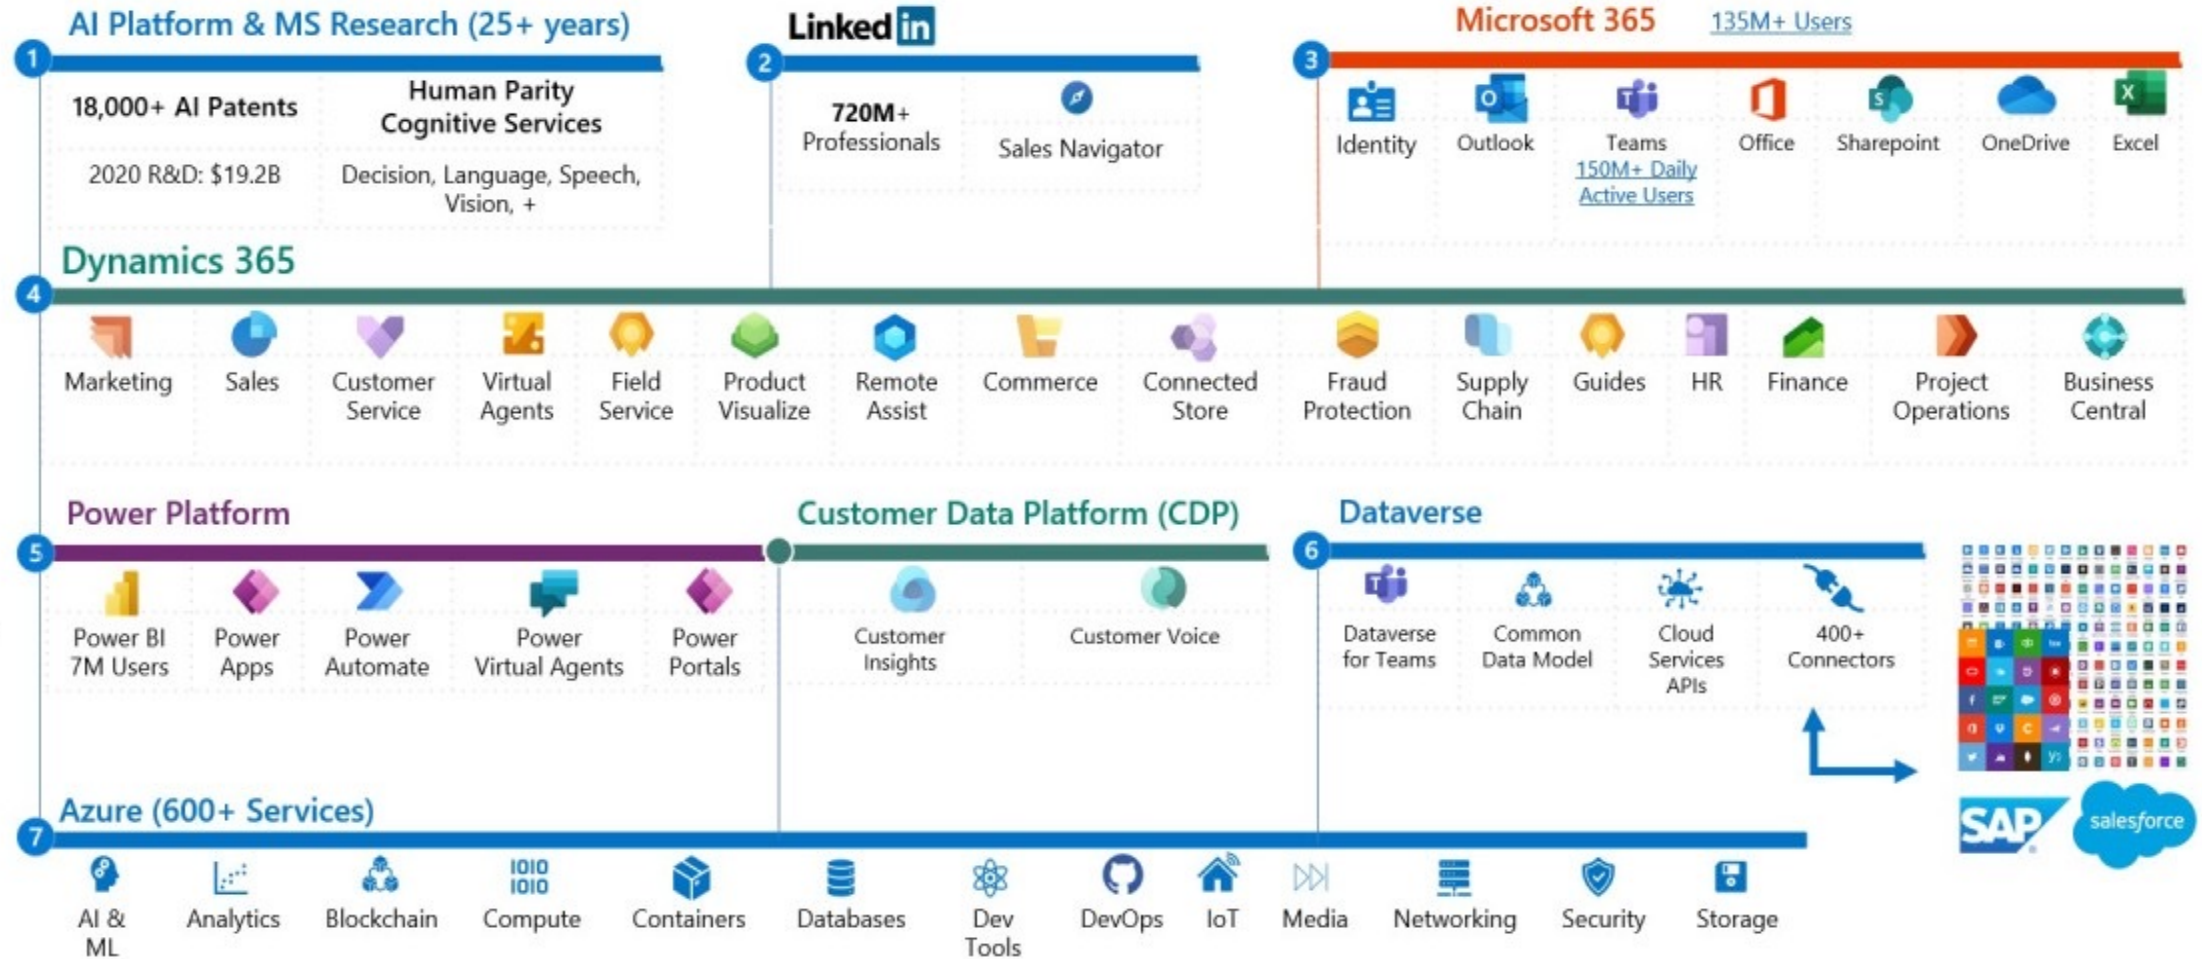 AI Platform & MS Research (25+ years)
1
18,000+ AI Patents
Human Parity
Cognitive Services
2020 R&D: $19.2B
Decision, Language, Speech,
Vision, +
Linked in
2
720M+
Professionals
Sales Navigator
Microsoft 365
135M+ Users
3
Identity
Outlook
Teams
150M+ Daily
Active Users
Office
Sharepoint
OneDrive
Excel
Dynamics 365
4
Marketing
Sales
Customer
Service
Virtual
Agents
Field
Service
Product
Visualize
Remote
Assist
Commerce
Connected
Store
Fraud
Protection
Supply
Chain
Guides
HR
Finance
Project
Operations
Business
Central
Power Platform
5
Power BI
7M Users
Power
Apps
Power
Automate
Power
Virtual Agents
Power
Portals
Customer Data Platform (CDP)
Customer
Insights
Customer Voice
Dataverse
6
Dataverse
for Teams
Common
Data Model
Cloud
Services
APIs
400+
Connectors
SAP
salesforce
Azure (600+ Services)
7
AI &
ML
Analytics
Blockchain
1010
1010
Compute
Containers
Databases
Dev
Tools
DevOps
IoT
Media
Networking
Security
Storage